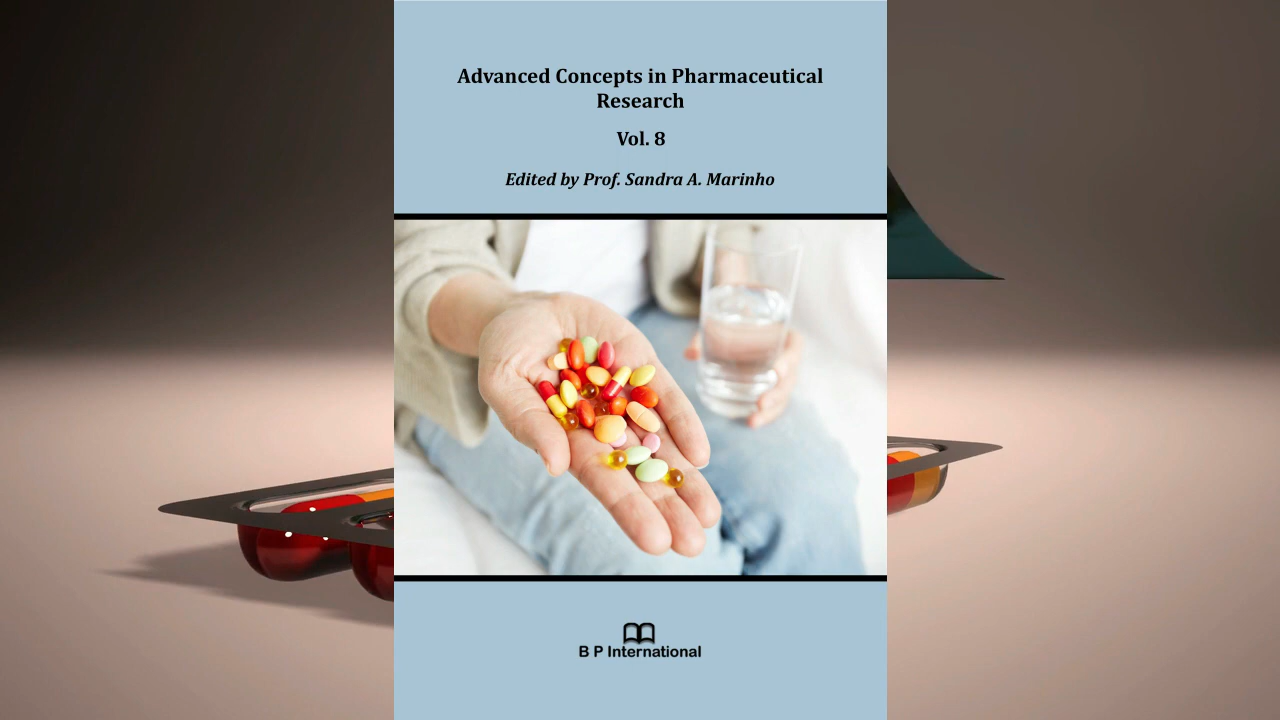 Advanced Concepts in Pharmaceutical
Research
Vol. 8
Edited by Prof. Sandra A. Marinho
B P International